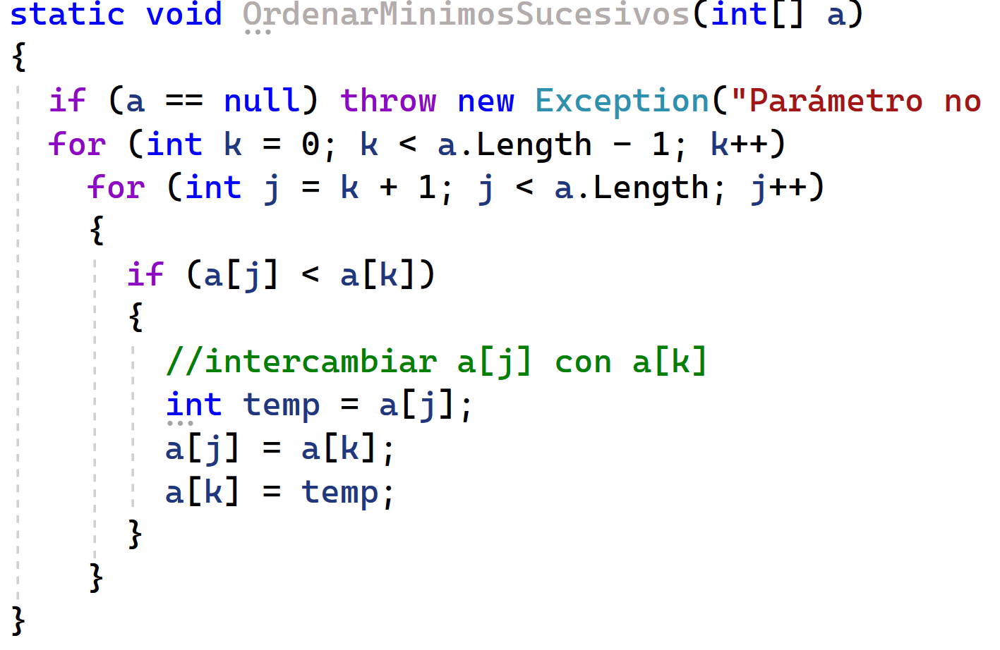 static void OrdenarMinimosSucesivos(int[] a)
{
if (a == null) throw new Exception("Parámetro no
for (int k = 0; k < a.Length - 1; k++)
for (int j = k + 1; j < a.Length; j++)
{
if (a[j] < a[k])
{
//intercambiar a[j] con a[k]
int temp = a[j];
a[j] = a[k];
a[k] = temp;
}
}
}